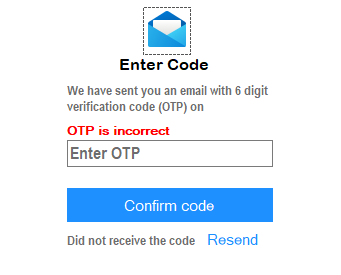 Enter Code
We have sent you an email with 6 digit
verification code (OTP) on
OTP is incorrect
Enter OTP
Confirm code
Did not receive the code Resend